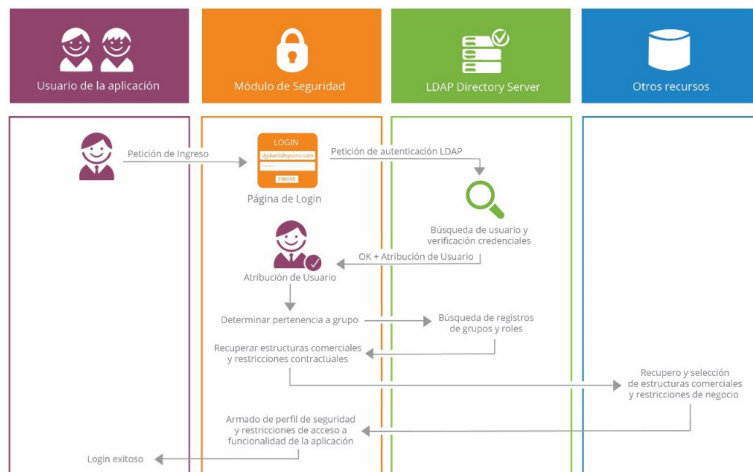 Usuario de la aplicación
Módulo de Seguridad
LDAP Directory Server
Otros recursos
Petición de Ingreso
LOGIN
Página de Login
Petición de autenticación LDAP
Búsqueda de usuario y
verificación credenciales
OK + Atribución de Usuario
Atribución de Usuario
Determinar pertenencia a grupo
Búsqueda de registros
de grupos y roles
Recuperar estructuras comerciales
y restricciones contractuales
Recupero y selección
de estructuras comerciales
y restricciones de negocio
Armado de perfil de seguridad
y restricciones de acceso a
funcionalidad de la aplicación
Login exitoso